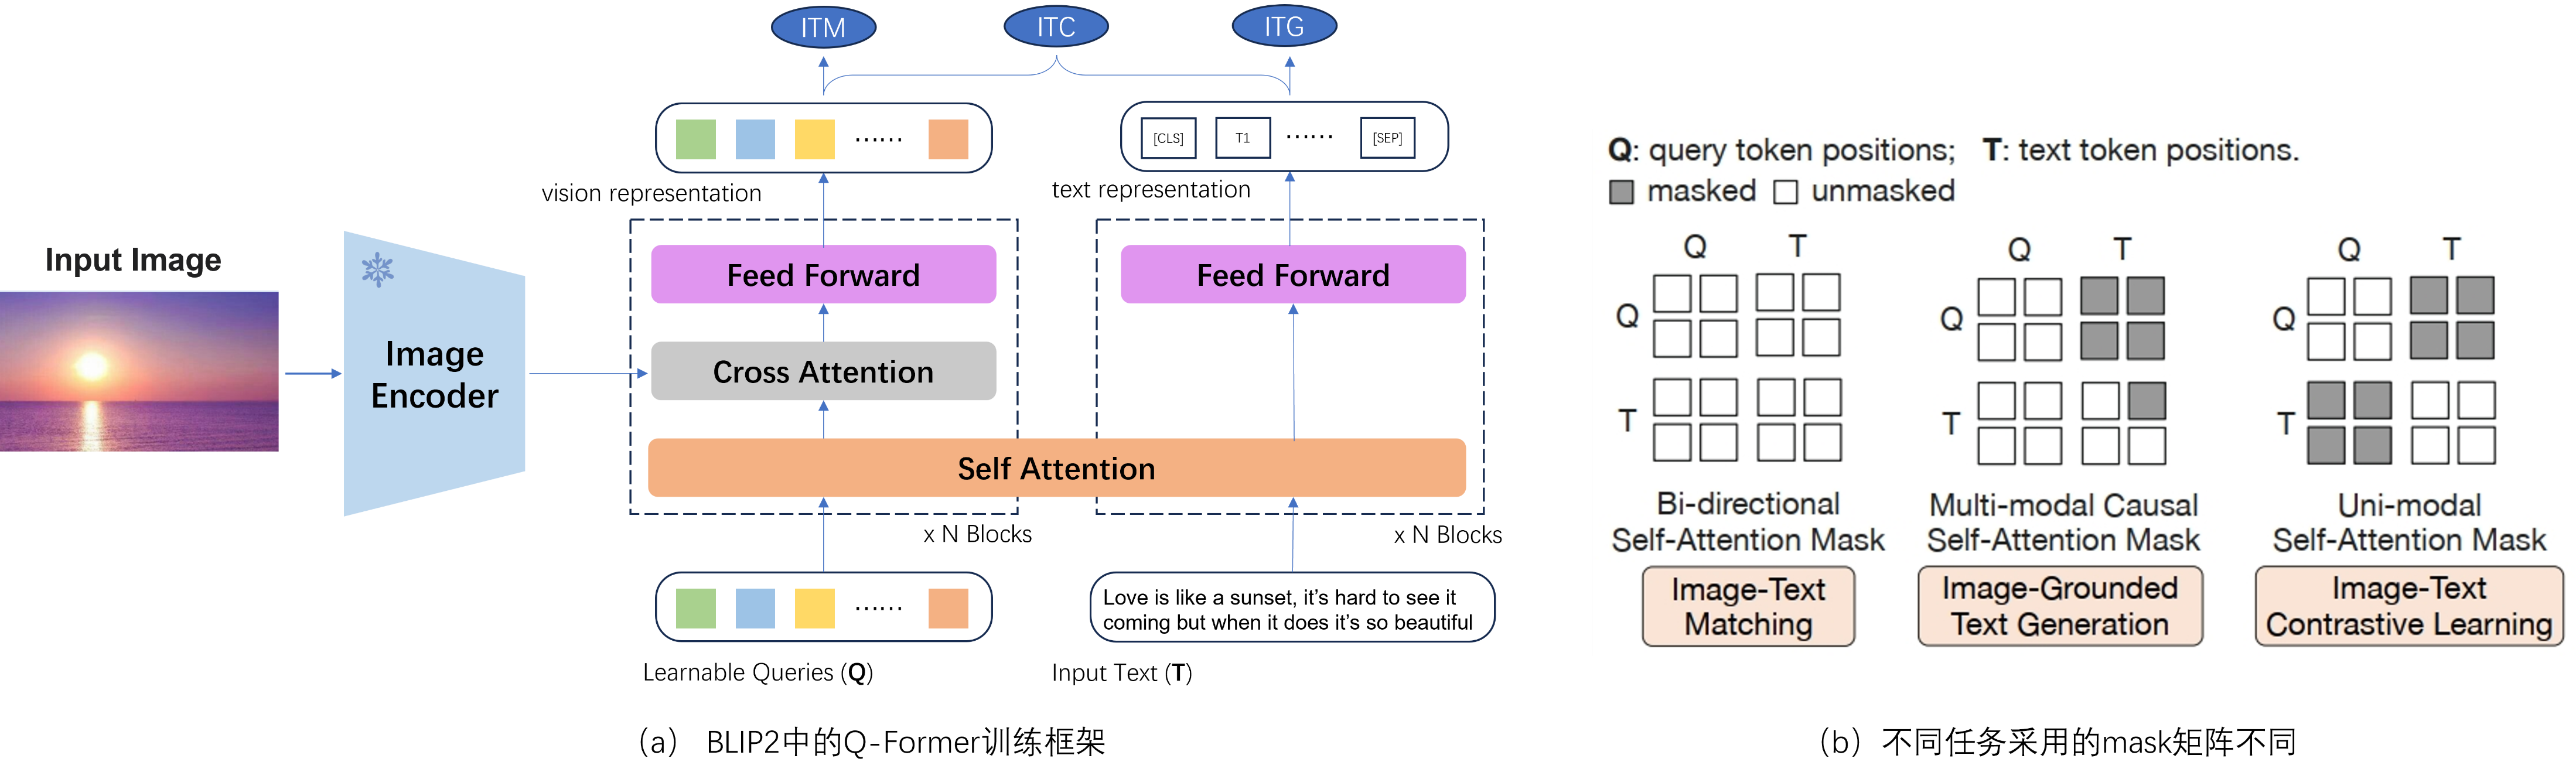 ITM
ITC
ITG
[CLS]
T1
……
[SEP]
……
vision representation
text representation
Input Image
Image
Encoder
Feed Forward
Feed Forward
Cross Attention
Self Attention
x N Blocks
x N Blocks
……
Love is like a sunset, it's hard to see it
coming but when it does it's so beautiful
Learnable Queries (Q)
Input Text (T)
(a) BLIP2中的Q-Former训练框架
Q: query token positions; T: text token positions.
masked unmasked
Q T
Q
T
Bi-directional
Self-Attention Mask
Image-Text
Matching
Q T
Q
T
Multi-modal Causal
Self-Attention Mask
Image-Grounded
Text Generation
Q T
Q
T
Uni-modal
Self-Attention Mask
Image-Text
Contrastive Learning
(b) 不同任务采用的mask矩阵不同